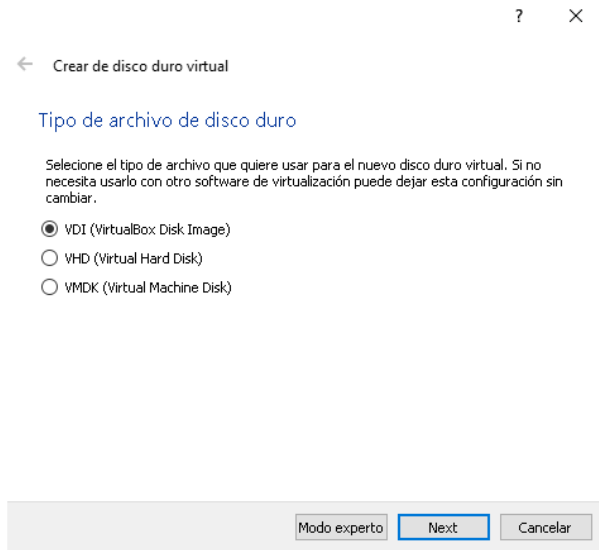 ?
Crear de disco duro virtual
Tipo de archivo de disco duro
Selecione el tipo de archivo que quiere usar para el nuevo disco duro virtual. Si no
necesita usarlo con otro software de virtualización puede dejar esta configuración sin
cambiar.
VDI (VirtualBox Disk Image)
VHD (Virtual Hard Disk)
VMDK (Virtual Machine Disk)
Modo experto Next Cancelar